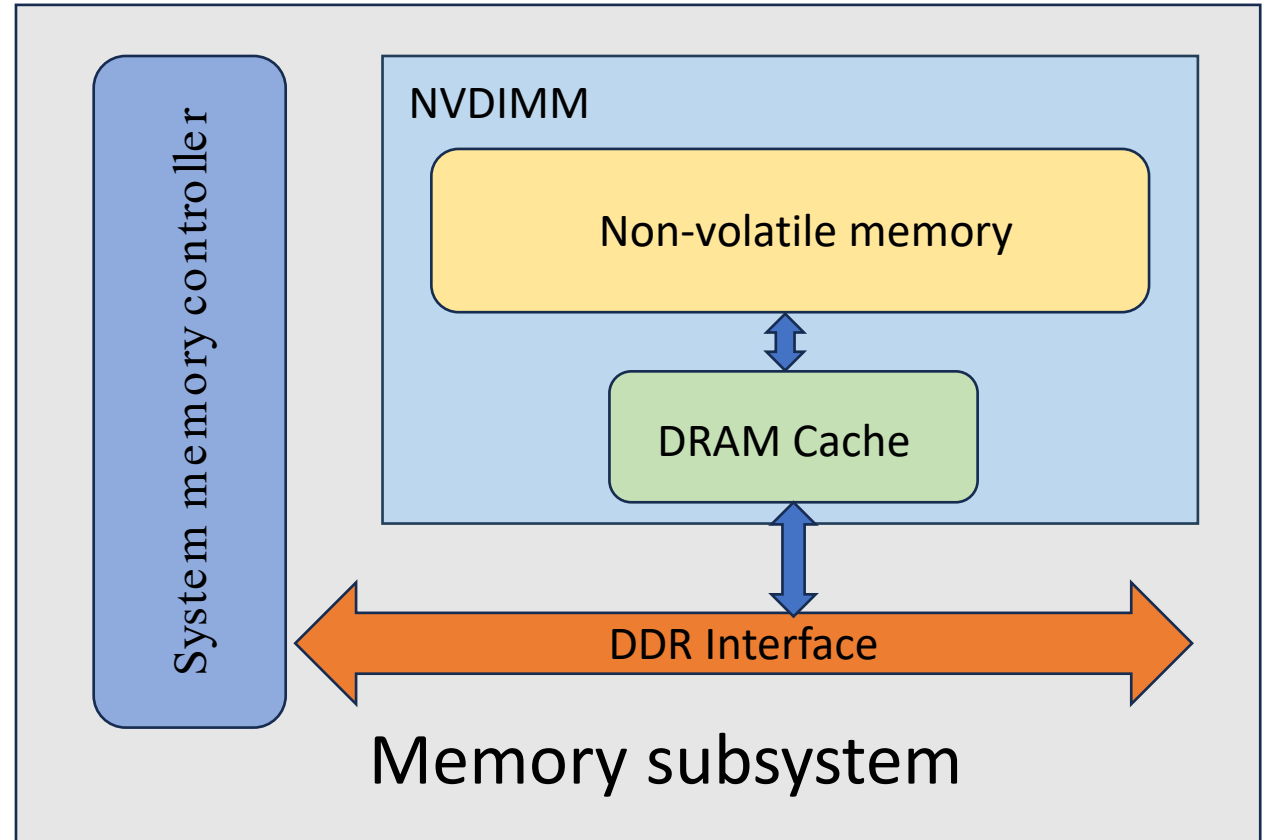 System memory controller
NVDIMM
Non-volatile memory
DRAM Cache
DDR Interface
Memory subsystem